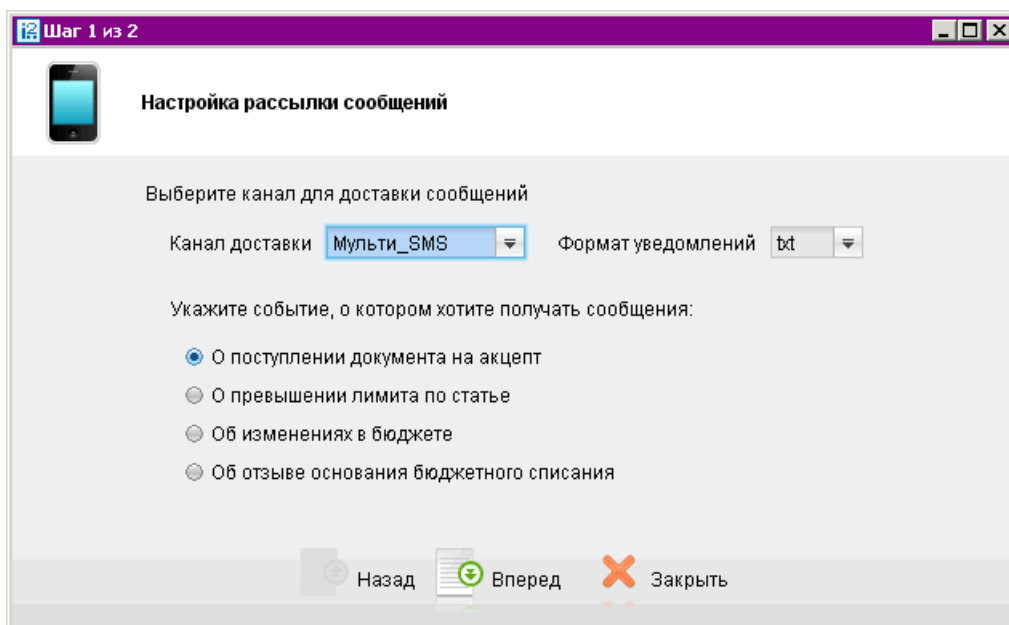 Шаг 1 из 2
Настройка рассылки сообщений
Выберите канал для доставки сообщений
Канал доставки Мульти_SMS Формат уведомлений txt
Укажите событие, о котором хотите получать сообщения:
О поступлении документа на акцепт
О превышении лимита по статье
Об изменениях в бюджете
Об отзыве основания бюджетного списания
Назад Вперед Закрыть